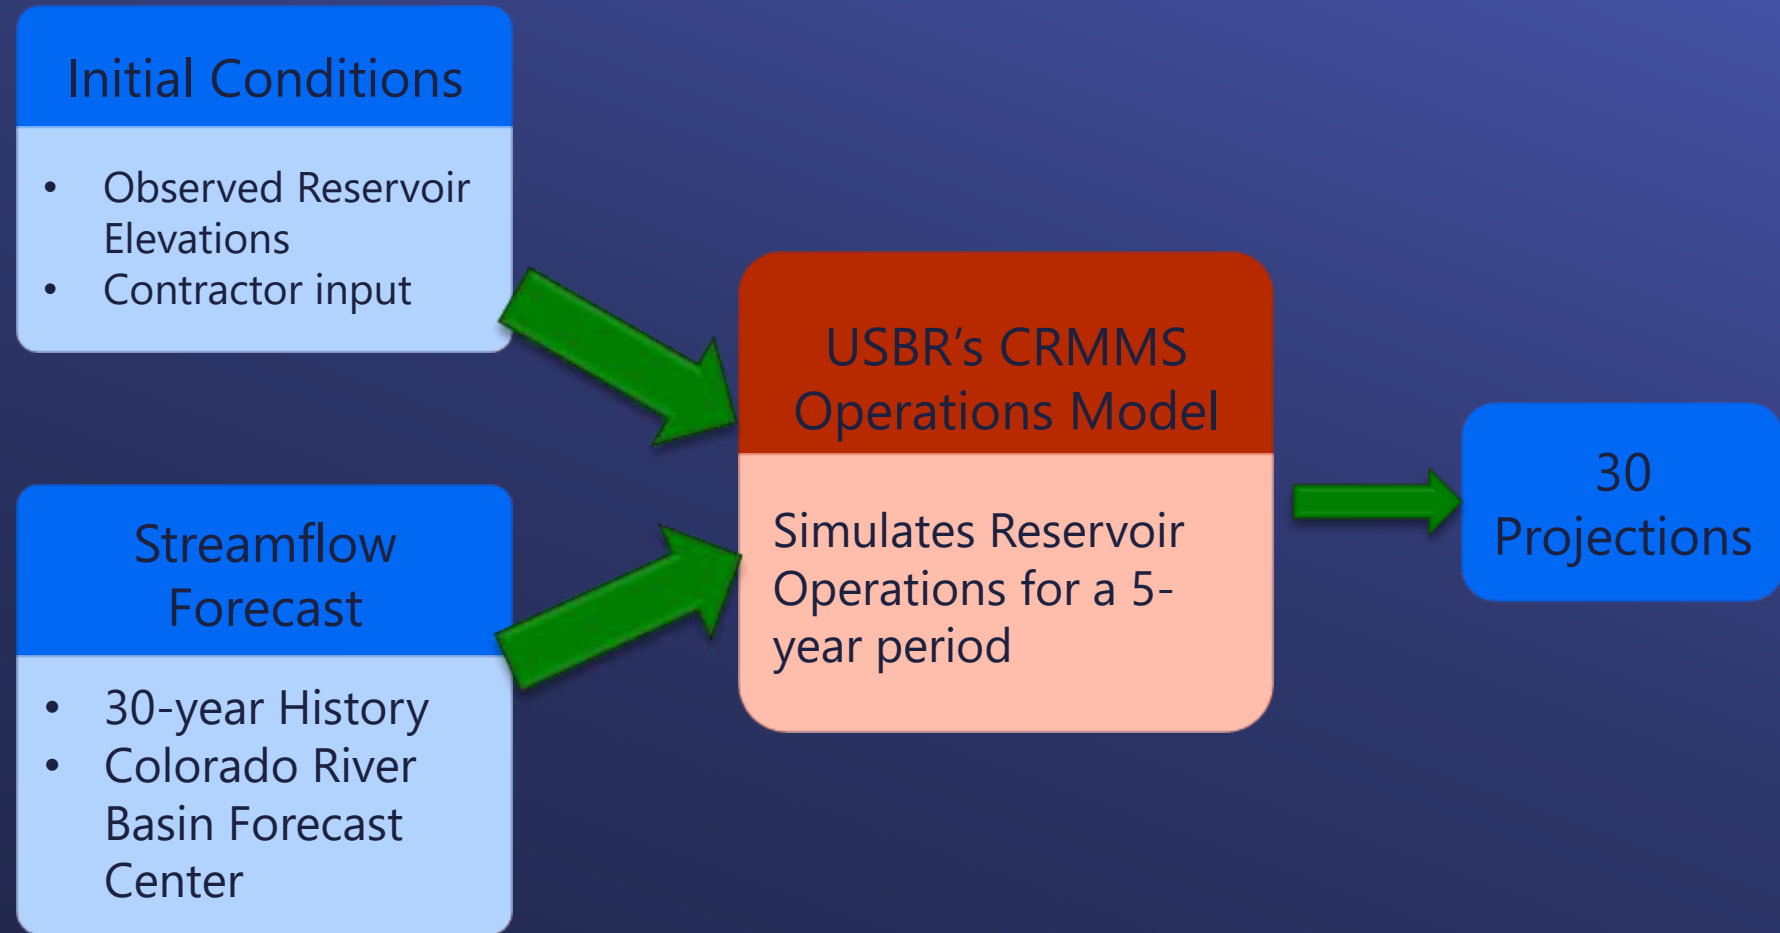 Initial Conditions
• Observed Reservoir
Elevations
• Contractor input
Streamflow
Forecast
• 30-year History
• Colorado River
Basin Forecast
Center
USBR’s CRMMS
Operations Model
Simulates Reservoir
Operations for a 5-
year period
30
Projections